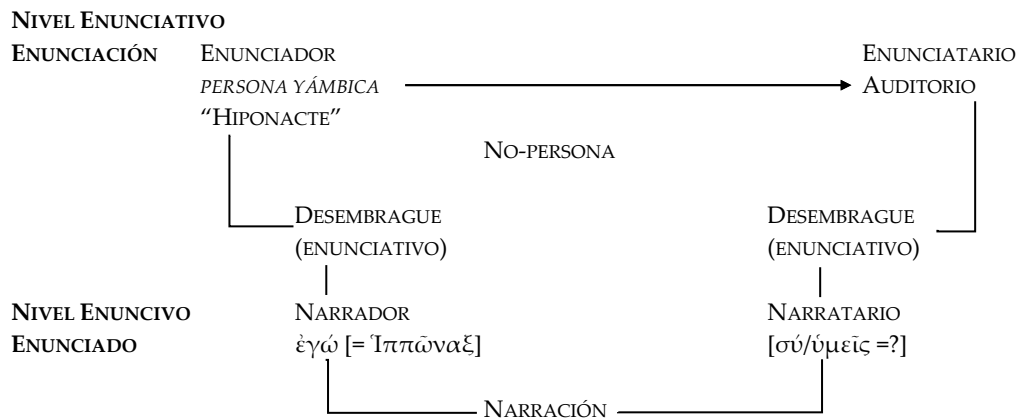 NIVEL ENUNCIATIVO
ENUNCIACIÓN ENUNCIADOR ENUNCIATARIO
PERSONA YÁMBICA AUDITORIO
“HIPONACTE”
NO-PERSONA
DESEMBRAGUE DESEMBRAGUE
(ENUNCIATIVO) (ENUNCIATIVO)
NIVEL ENUNCIVO NARRADOR NARRATARIO
ENUNCIADO ἐγώ [= Ἱππῶναξ] [σύ/ὑμεῖς =?]
NARRACIÓN